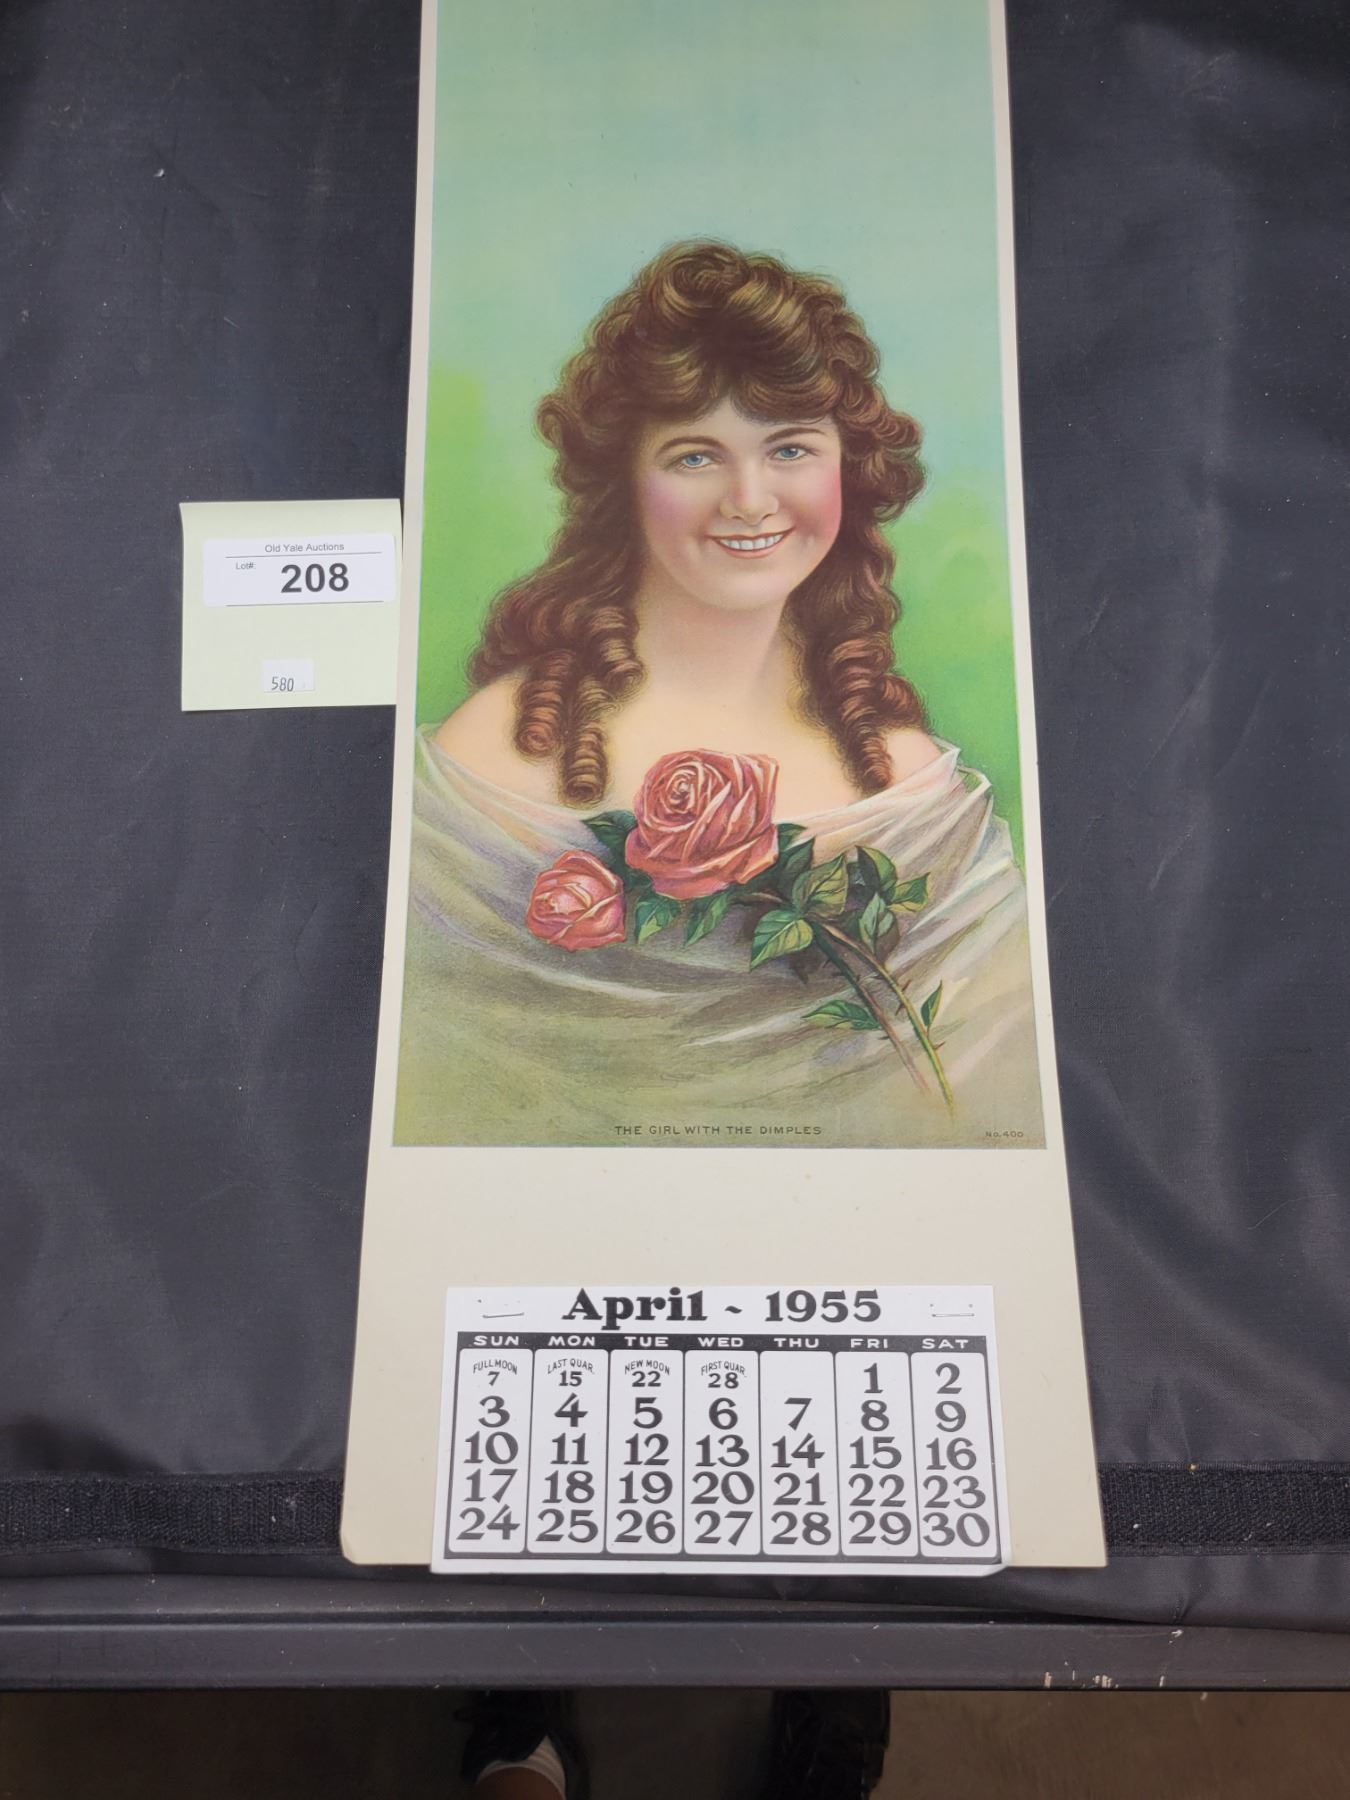 Old Yale Auctions
Lot#: 208
580
THE GIRL WITH THE DIMPLES
No. 400
April ~ 1955
SUN MON TUE WED THU FRI SAT
FULL MOON 7 LAST QUAR. 15 NEW MOON 22 FIRST QUAR. 28 1 2
3 4 5 6 7 8 9
10 11 12 13 14 15 16
17 18 19 20 21 22 23
24 25 26 27 28 29 30